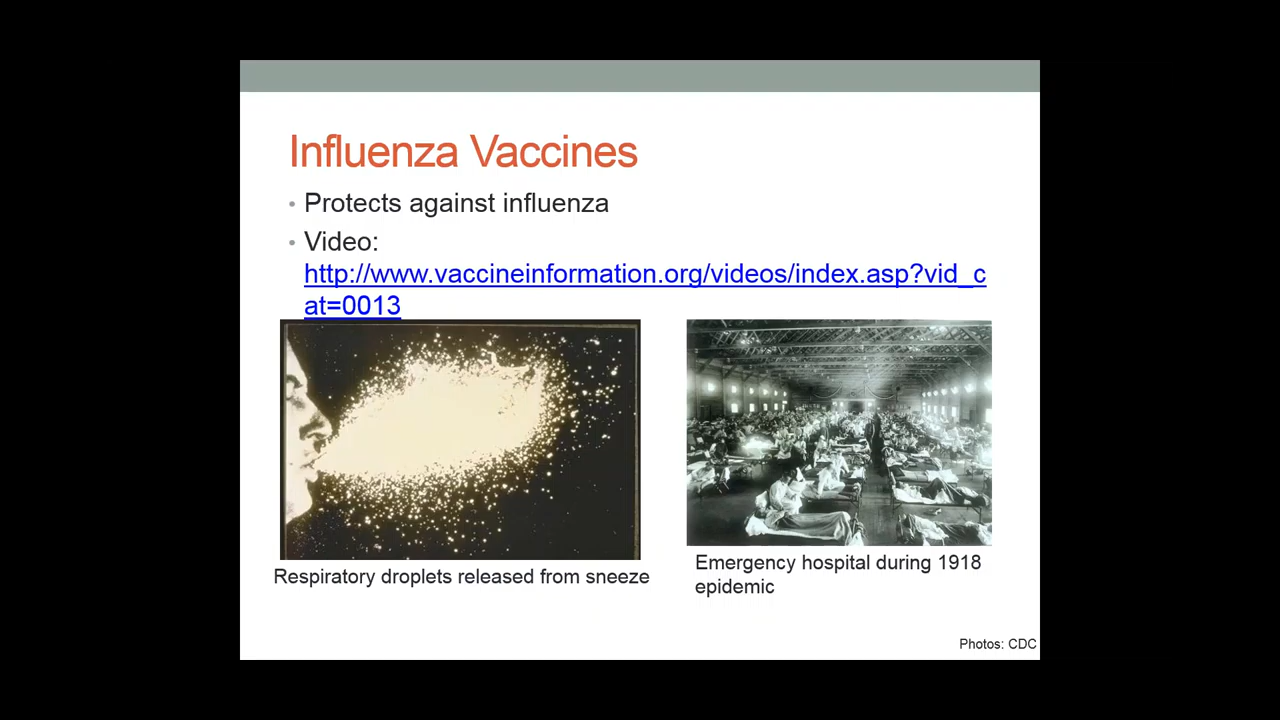 Influenza Vaccines
• Protects against influenza
• Video:
http://www.vaccineinformation.org/videos/index.asp?vid_c
at=0013
Respiratory droplets released from sneeze
Emergency hospital during 1918
epidemic
Photos: CDC